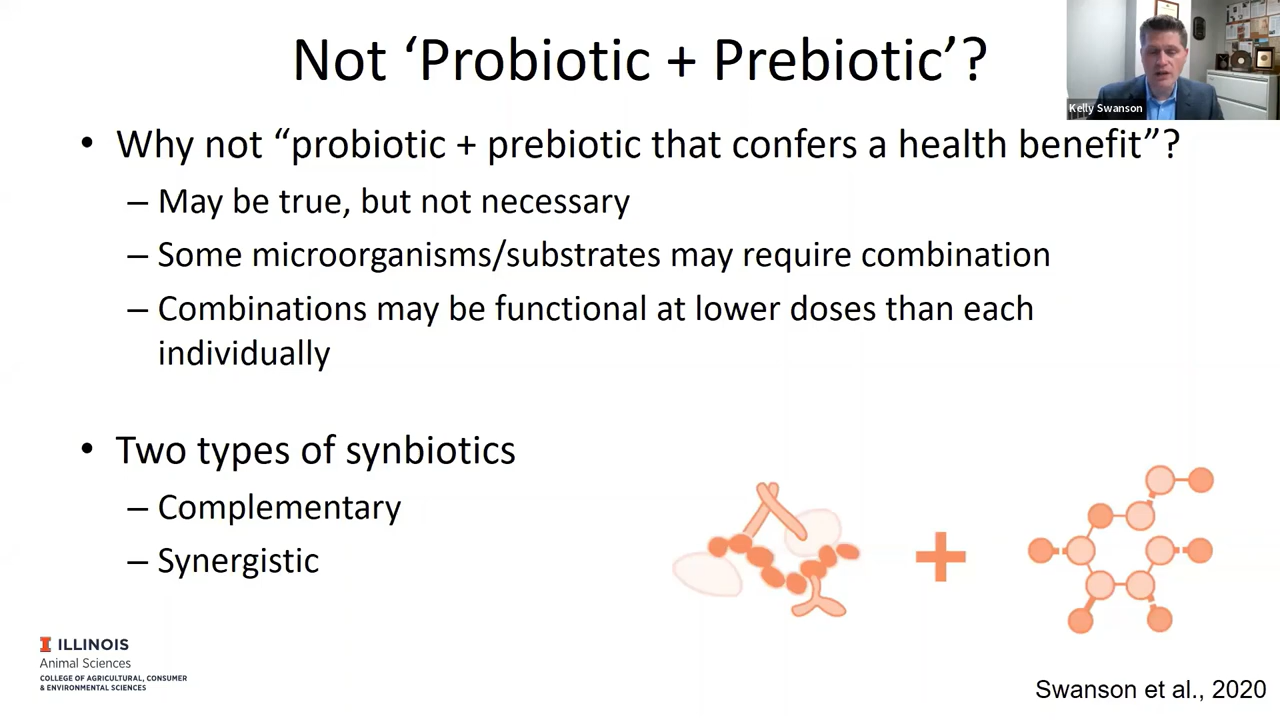 Not ‘Probiotic + Prebiotic’?
Kelly Swanson
• Why not “probiotic + prebiotic that confers a health benefit”?
– May be true, but not necessary
– Some microorganisms/substrates may require combination
– Combinations may be functional at lower doses than each
individually
• Two types of synbiotics
– Complementary
– Synergistic
+
I ILLINOIS
Animal Sciences
COLLEGE OF AGRICULTURAL, CONSUMER
& ENVIRONMENTAL SCIENCES
Swanson et al., 2020